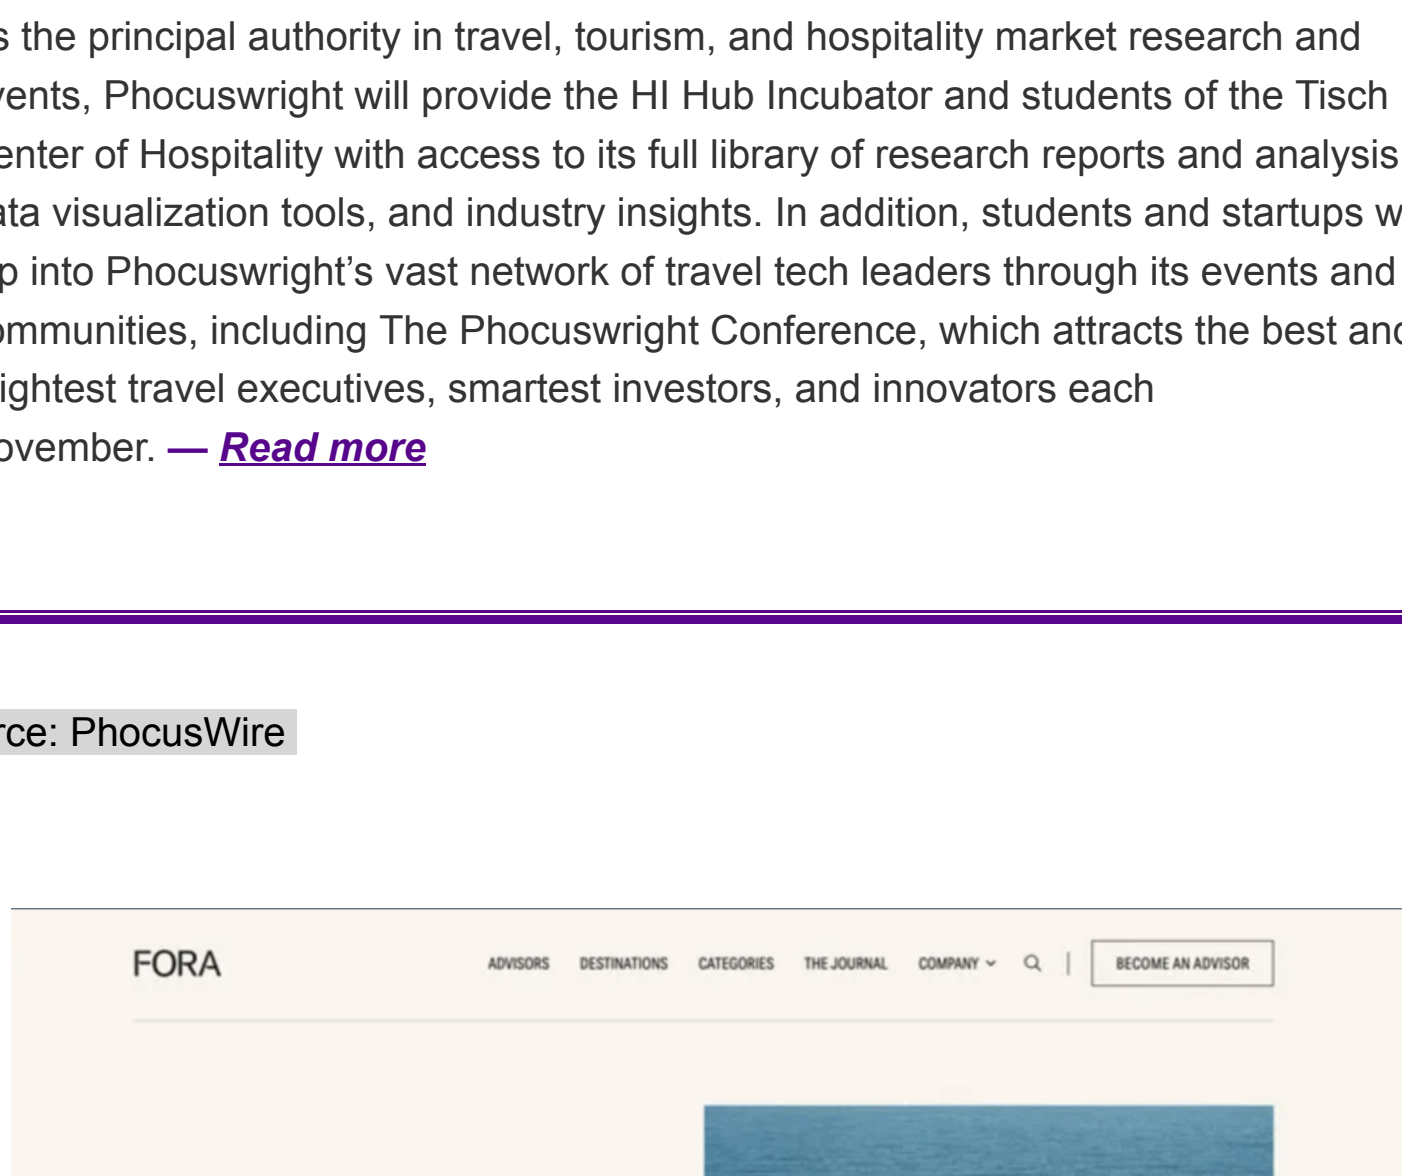 s the principal authority in travel, tourism, and hospitality market research and
vents, Phocuswright will provide the HI Hub Incubator and students of the Tisch
enter of Hospitality with access to its full library of research reports and analysis
ata visualization tools, and industry insights. In addition, students and startups w
p into Phocuswright’s vast network of travel tech leaders through its events and
ommunities, including The Phocuswright Conference, which attracts the best and
ightest travel executives, smartest investors, and innovators each
ovember. — Read more
rce: PhocusWire
FORA ADVISORS DESTINATIONS CATEGORIES THE JOURNAL COMPANY BECOME AN ADVISOR